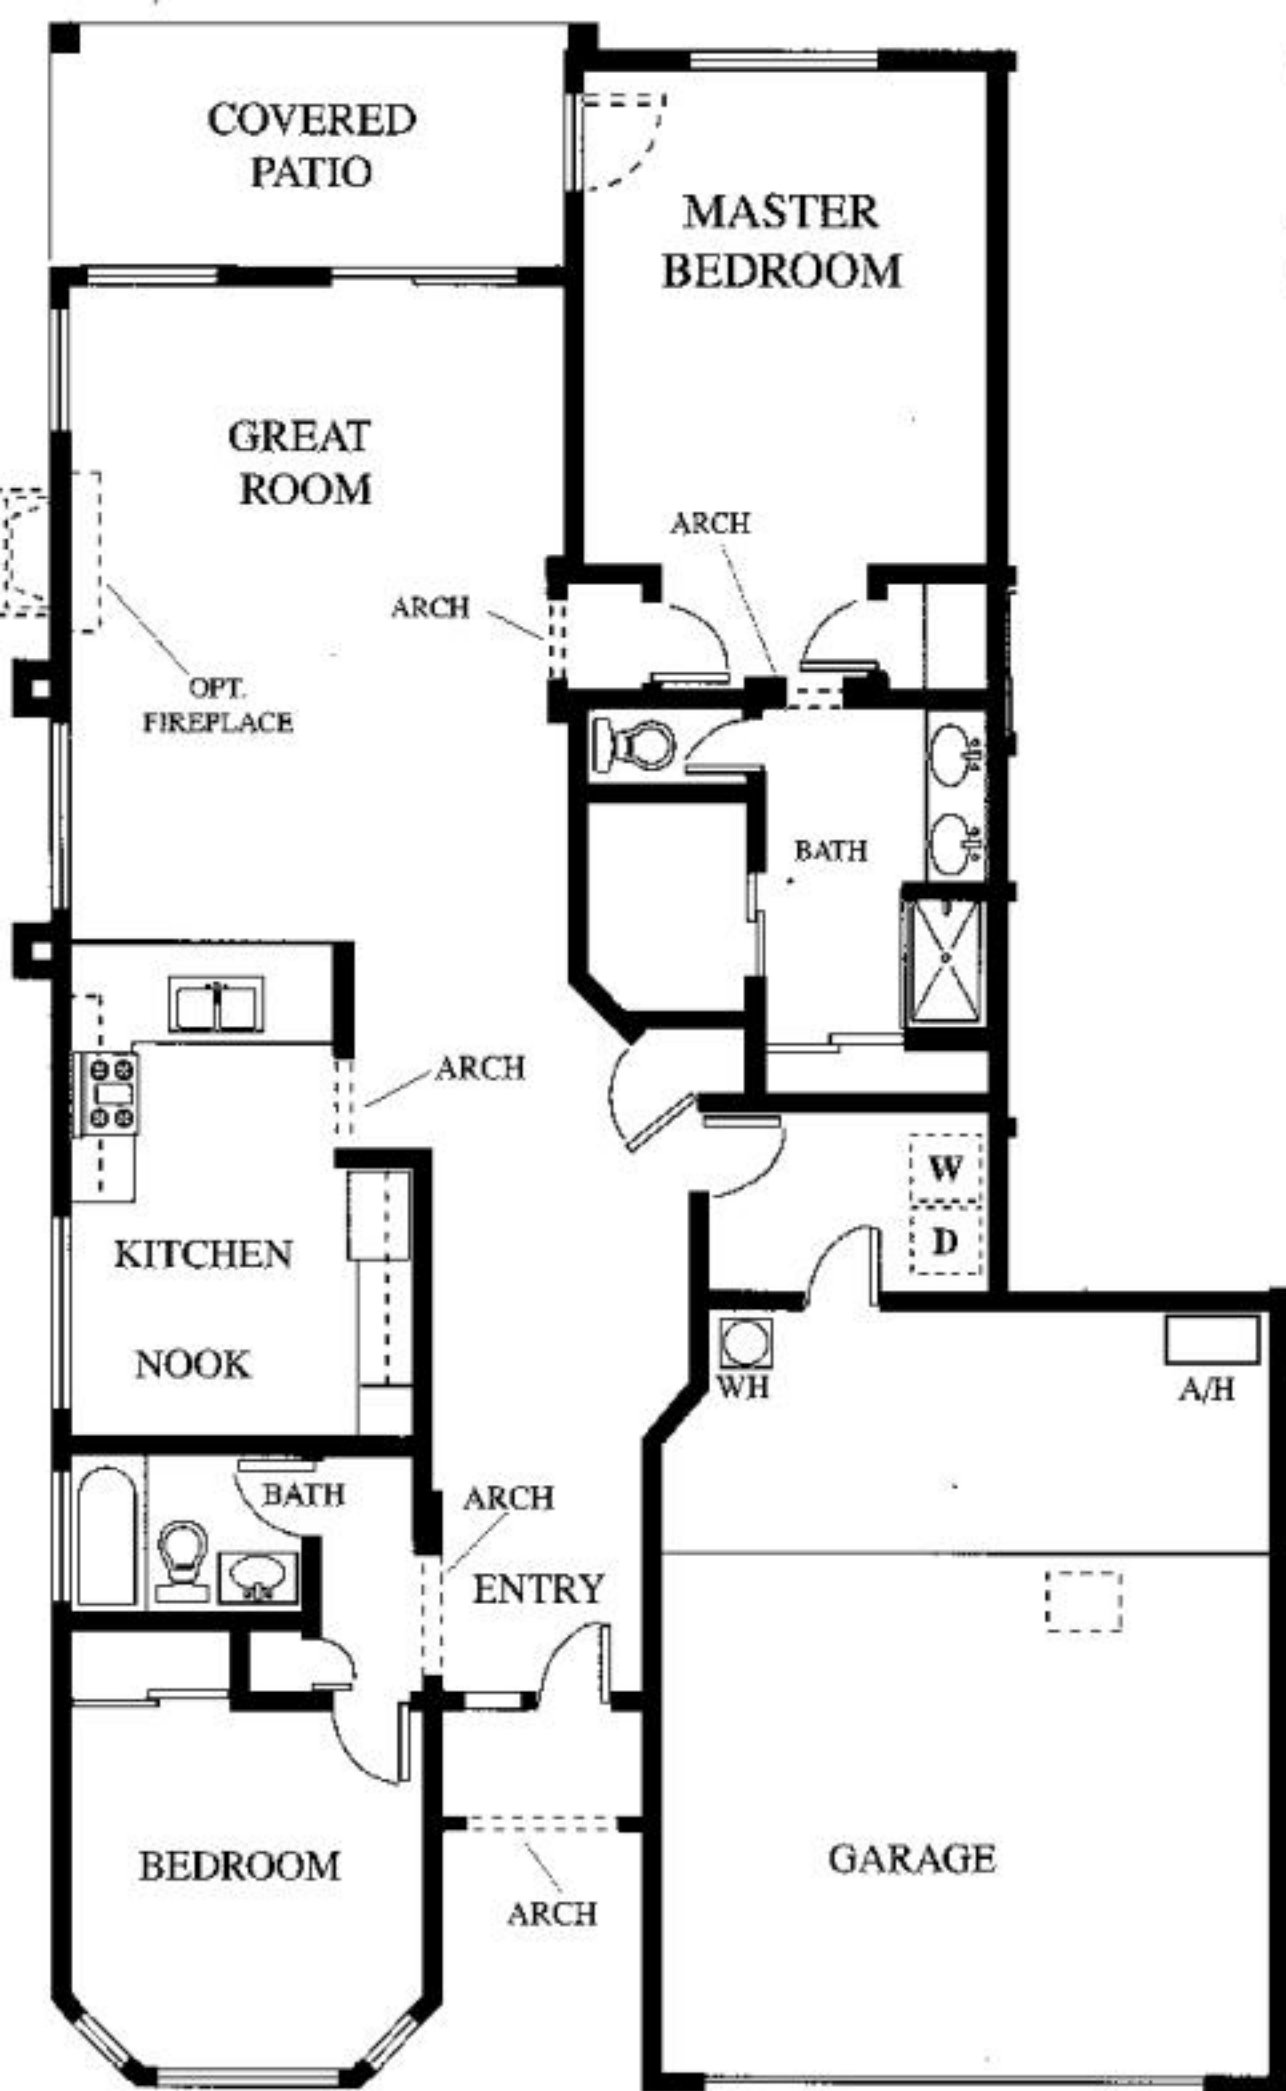 COVERED
PATIO
MASTER
BEDROOM
GREAT
ROOM
ARCH
ARCH
OPT.
FIREPLACE
BATH
ARCH
W
KITCHEN
D
NOOK
WH
A/H
BATH
ARCH
ENTRY
BEDROOM
GARAGE
ARCH